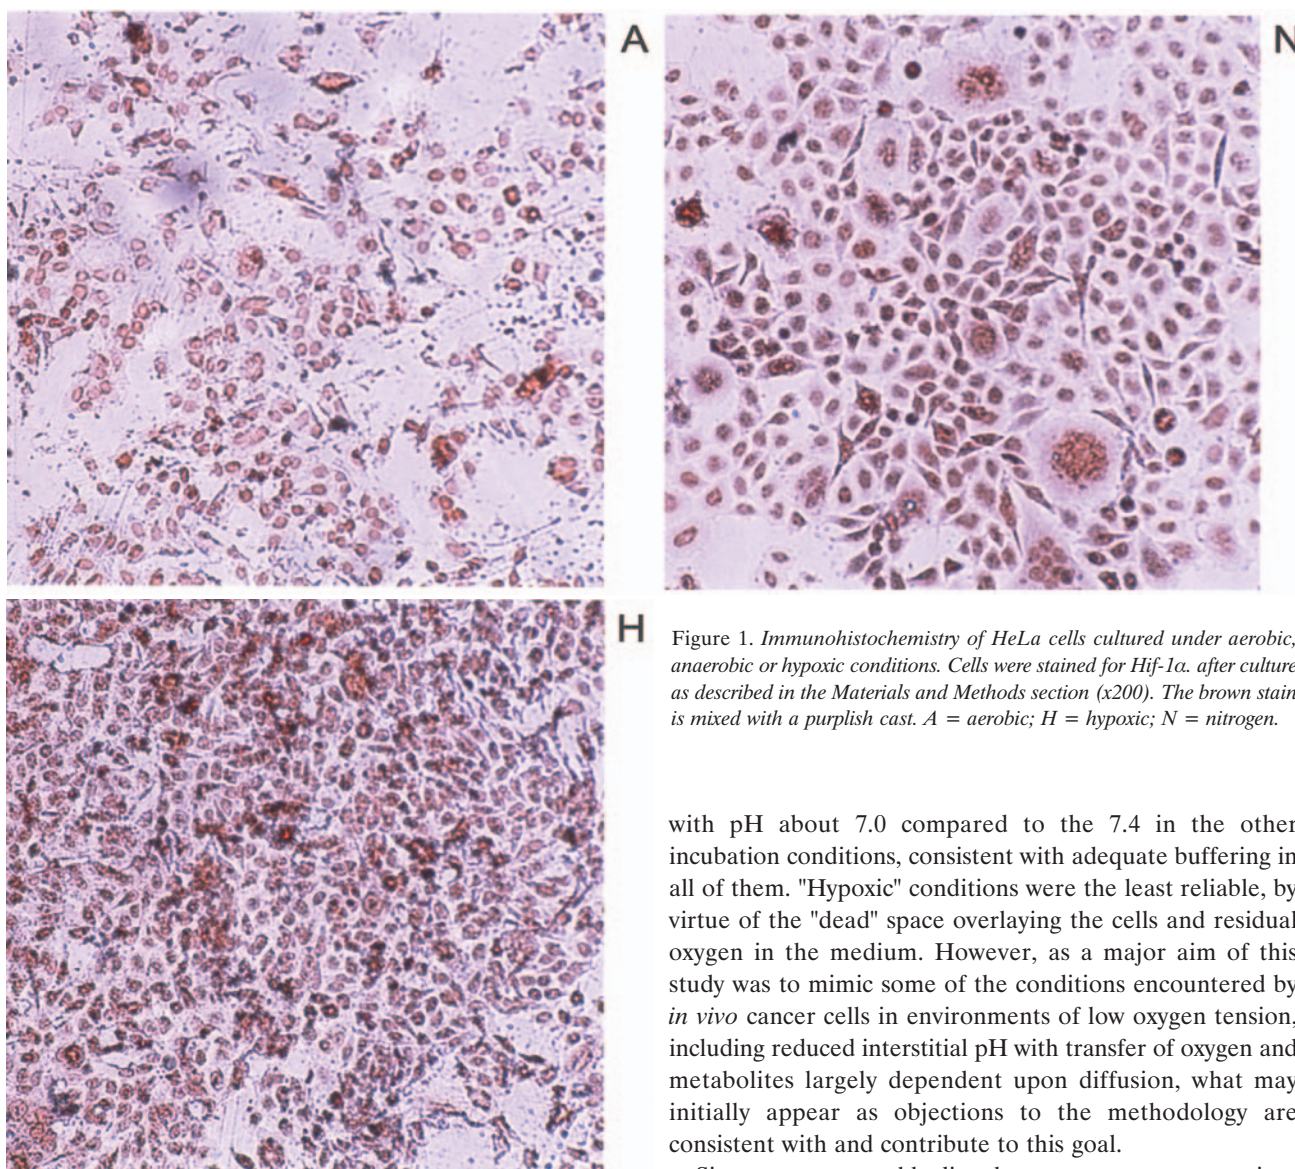 A
N
H
Figure 1. Immunohistochemistry of HeLa cells cultured under aerobic,
anaerobic or hypoxic conditions. Cells were stained for Hif-1α. after culture
as described in the Materials and Methods section (x200). The brown stain
is mixed with a purplish cast. A = aerobic; H = hypoxic; N = nitrogen.
with pH about 7.0 compared to the 7.4 in the other
incubation conditions, consistent with adequate buffering in
all of them. "Hypoxic" conditions were the least reliable, by
virtue of the "dead" space overlaying the cells and residual
oxygen in the medium. However, as a major aim of this
study was to mimic some of the conditions encountered by
in vivo cancer cells in environments of low oxygen tension,
including reduced interstitial pH with transfer of oxygen and
metabolites largely dependent upon diffusion, what may
initially appear as objections to the methodology are
consistent with and contribute to this goal.